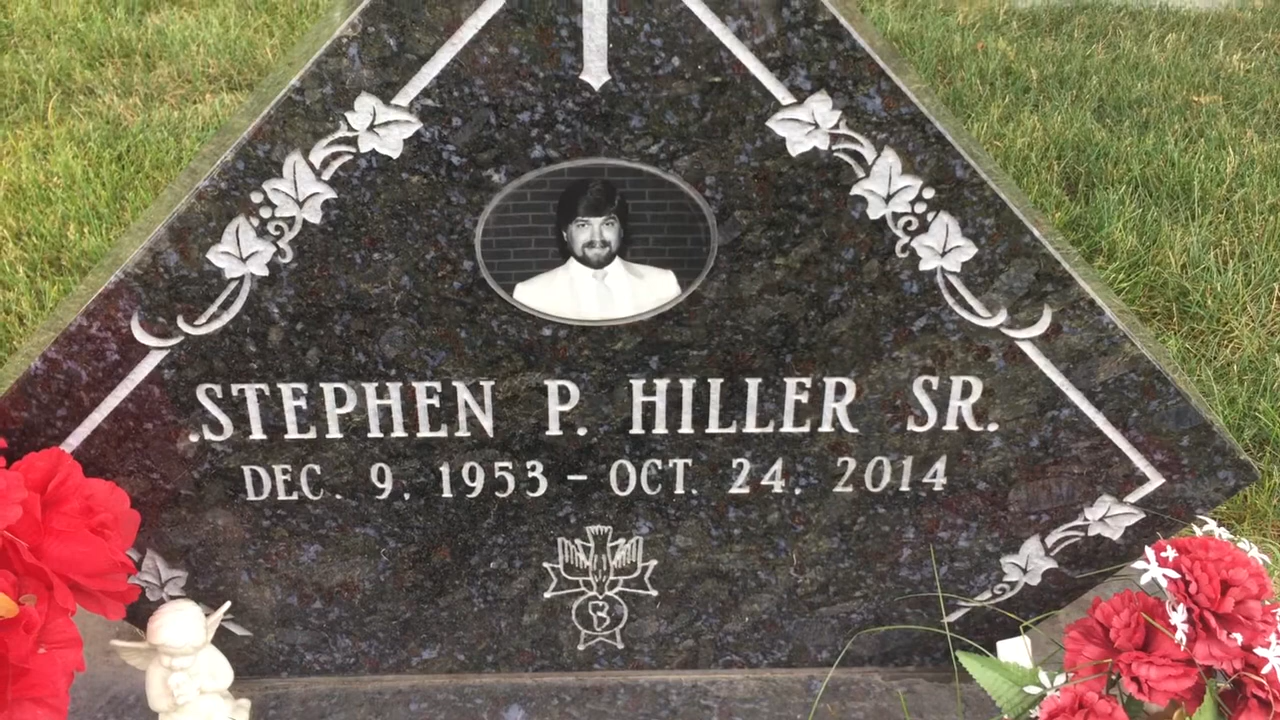 STEPHEN P. HILLER SR.
DEC. 9, 1953 - OCT. 24, 2014
B